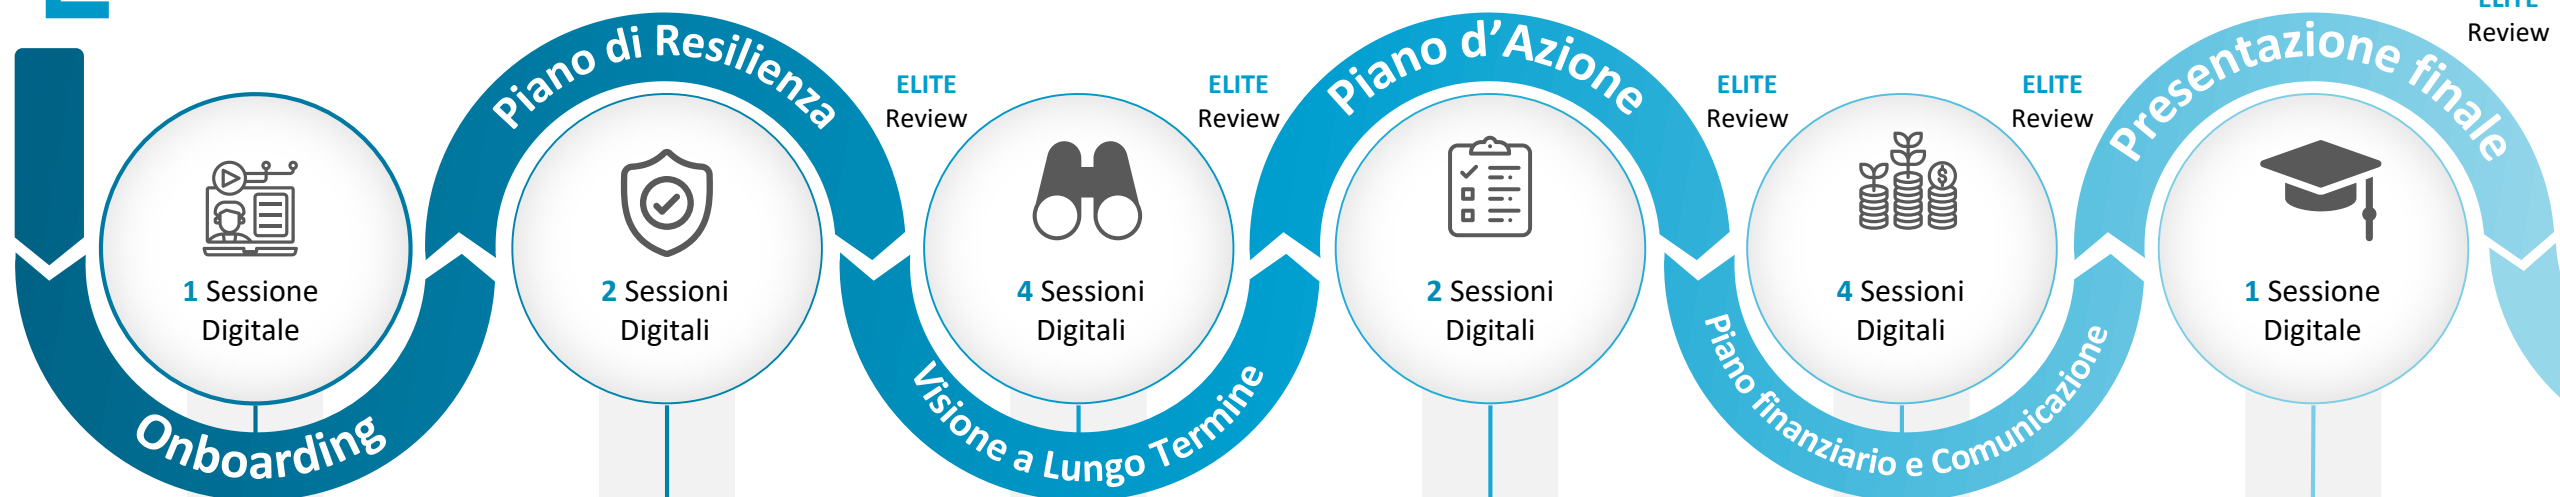 Onboarding
1 Sessione
Digitale
Piano di Resilienza
2 Sessioni
Digitali
ELITE
Review
Visione a Lungo Termine
4 Sessioni
Digitali
ELITE
Review
Piano d'Azione
2 Sessioni
Digitali
ELITE
Review
Piano finanziario e Comunicazione
4 Sessioni
Digitali
ELITE
Review
Presentazione finale
1 Sessione
Digitale
ELITE
Review